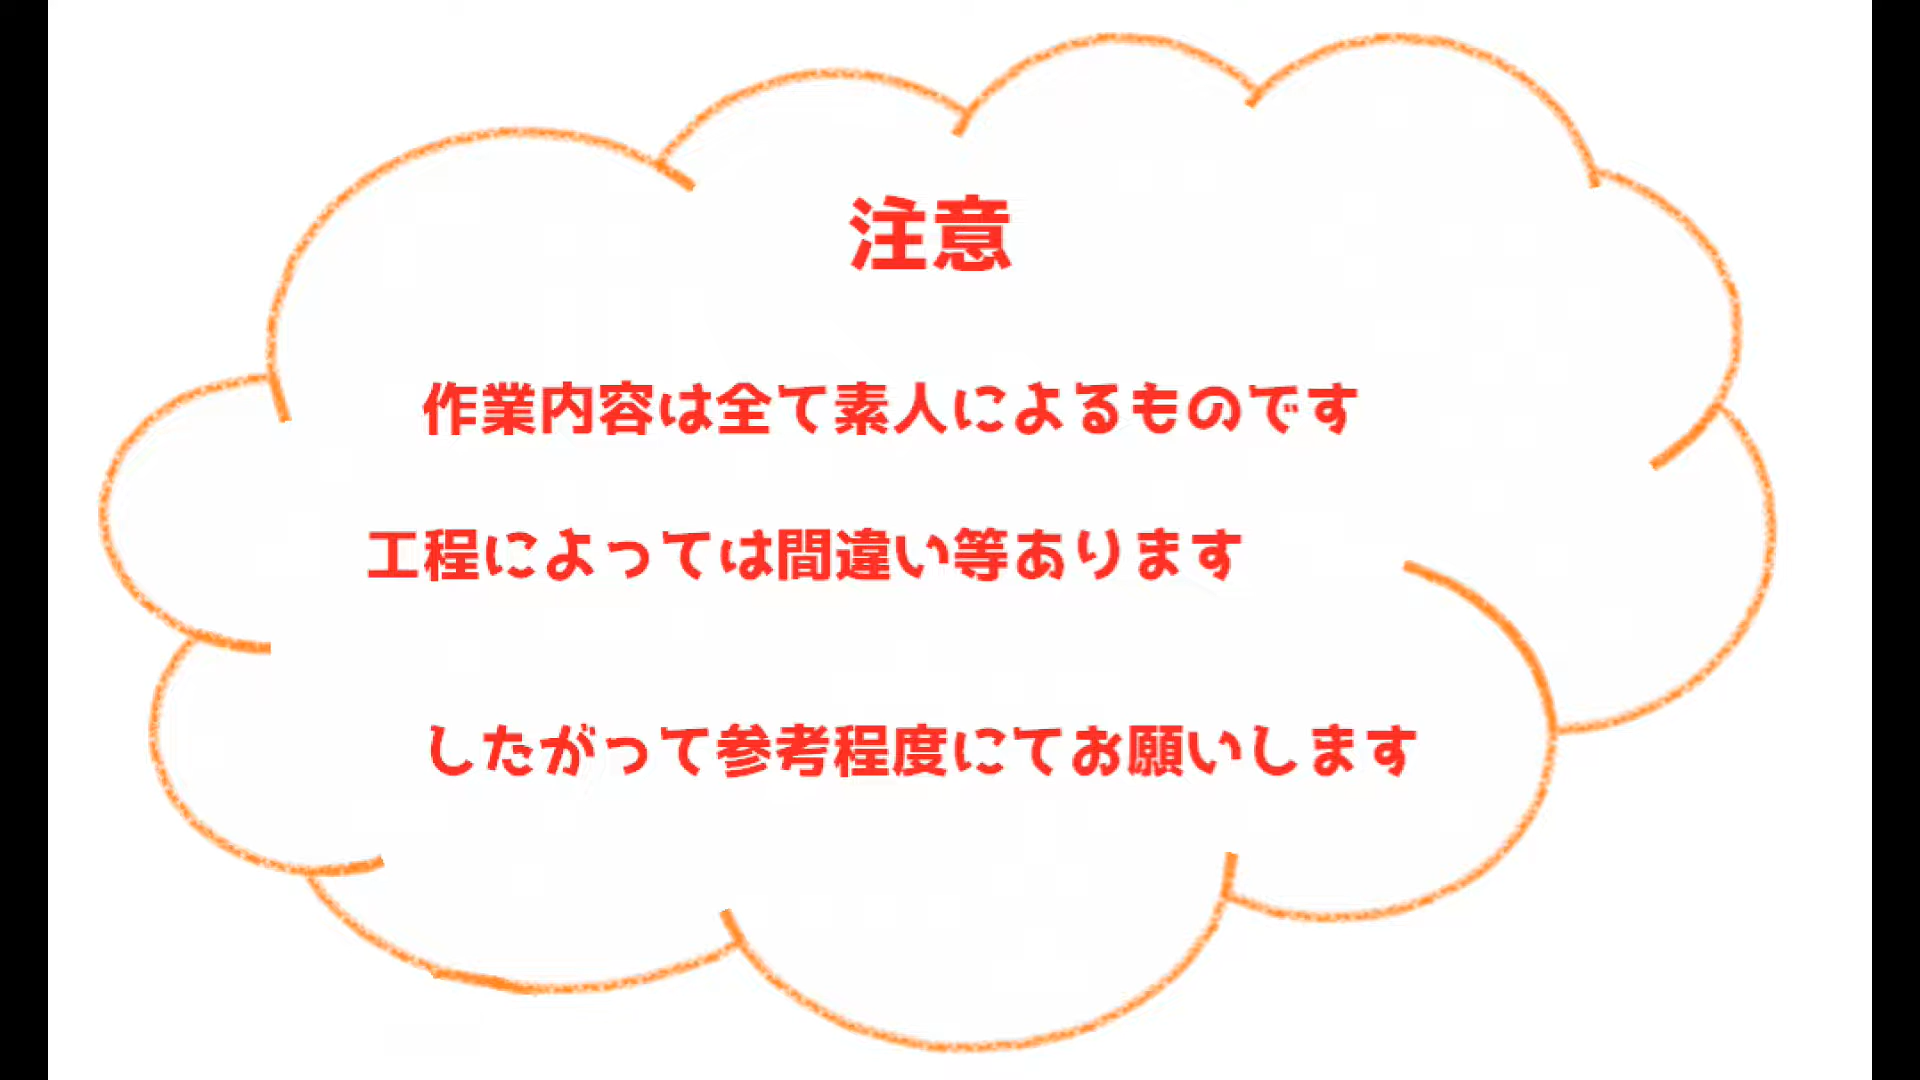 注意
作業内容は全て素人によるものです
工程によっては間違い等あります
したがって参考程度にてお願いします